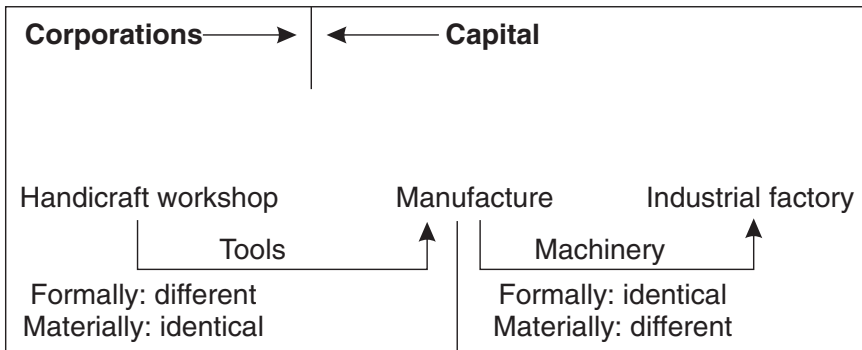 Corporations Capital
Handicraft workshop Manufacture Industrial factory
Tools Machinery
Formally: different Formally: identical
Materially: identical Materially: different